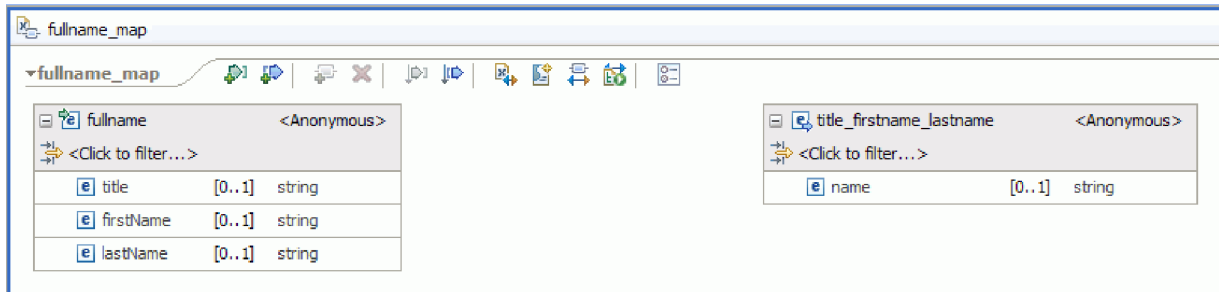 fullname_map
fullname_map
fullname <Anonymous>
<Click to filter...>
title [0..1] string
firstName [0..1] string
lastName [0..1] string
title_firstname_lastname <Anonymous>
<Click to filter...>
name [0..1] string